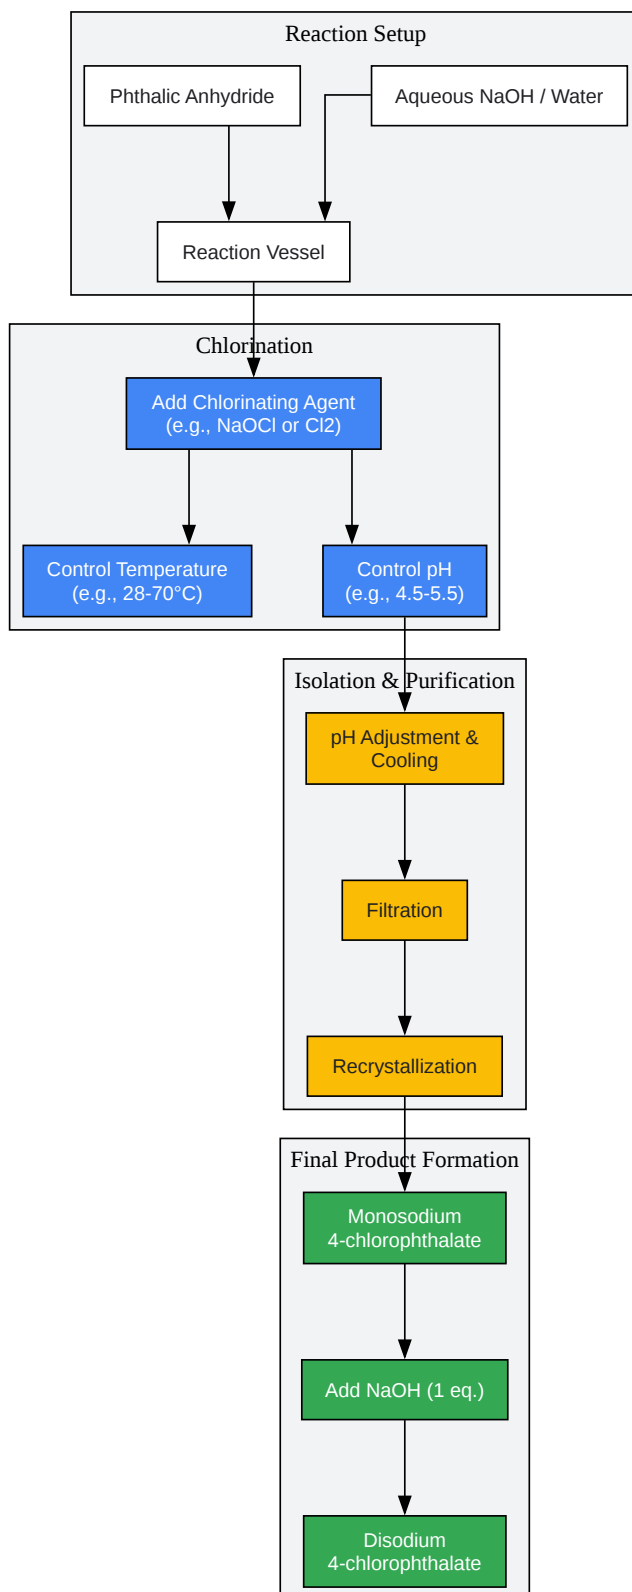 Reaction Setup
Phthalic Anhydride
Aqueous NaOH / Water
Reaction Vessel
Chlorination
Add Chlorinating Agent
(e.g., NaOCl or Cl2)
Control Temperature
(e.g., 28-70°C)
Control pH
(e.g., 4.5-5.5)
Isolation & Purification
pH Adjustment &
Cooling
Filtration
Recrystallization
Final Product Formation
Monosodium
4-chlorophthalate
Add NaOH (1 eq.)
Disodium
4-chlorophthalate